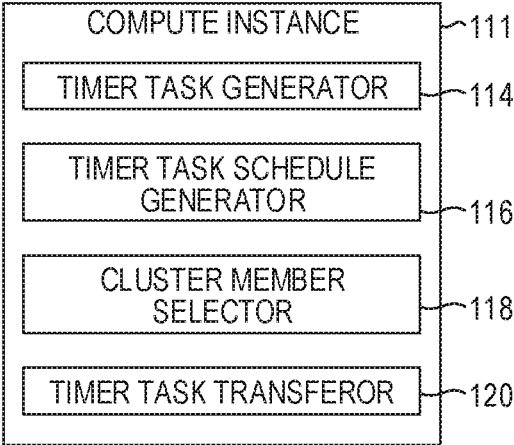 COMPUTE INSTANCE 111
TIMER TASK GENERATOR 114
TIMER TASK SCHEDULE
GENERATOR 116
CLUSTER MEMBER
SELECTOR 118
TIMER TASK TRANSFEROR 120